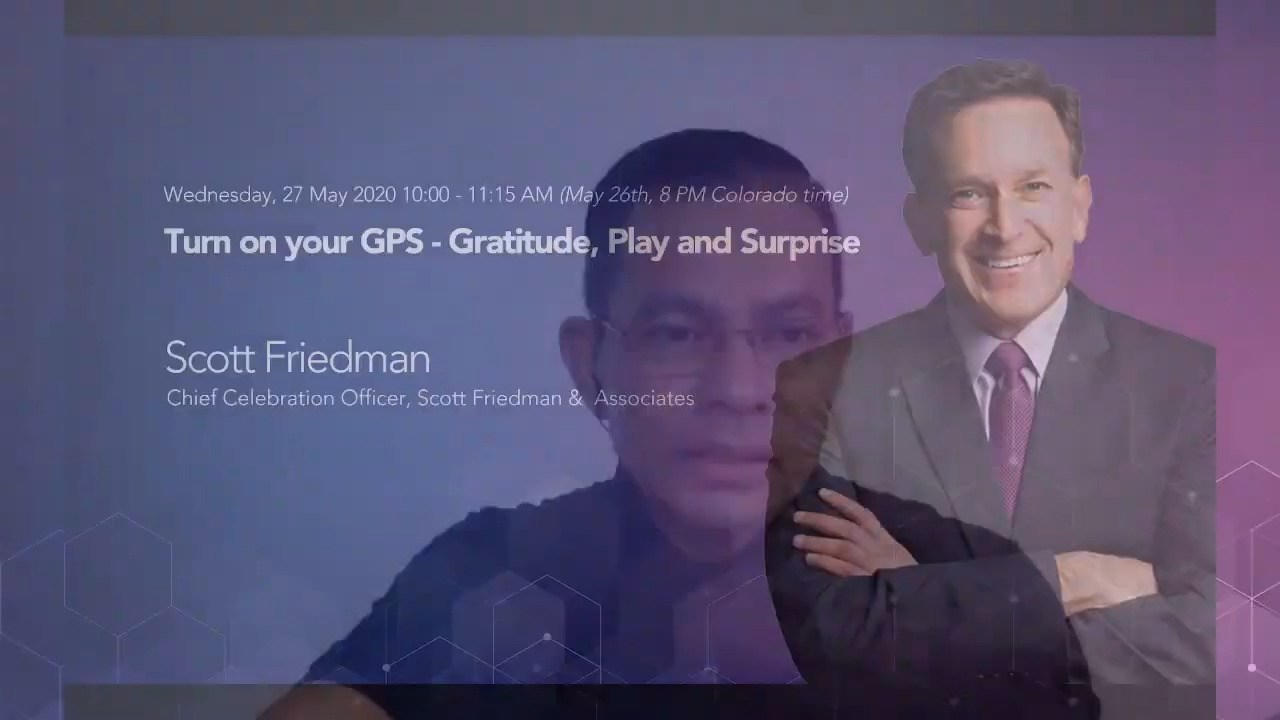 Wednesday, 27 May 2020 10:00 - 11:15 AM (May 26th, 8 PM Colorado time)
Turn on your GPS - Gratitude, Play and Surprise
Scott Friedman
Chief Celebration Officer, Scott Friedman & Associates